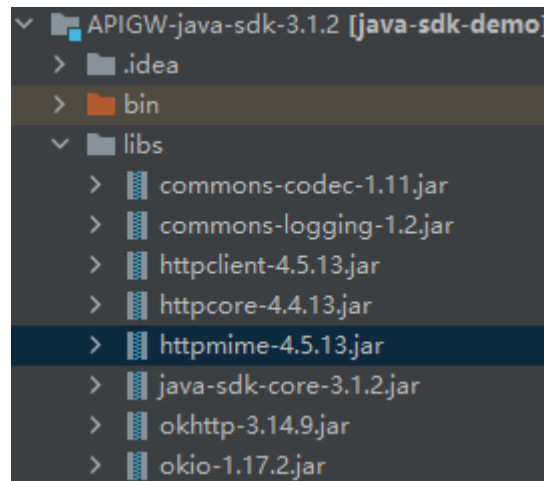 APIGW-java-sdk-3.1.2 [java-sdk-demo]
.idea
bin
libs
commons-codec-1.11.jar
commons-logging-1.2.jar
httpclient-4.5.13.jar
httpcore-4.4.13.jar
httpmime-4.5.13.jar
java-sdk-core-3.1.2.jar
okhttp-3.14.9.jar
okio-1.17.2.jar